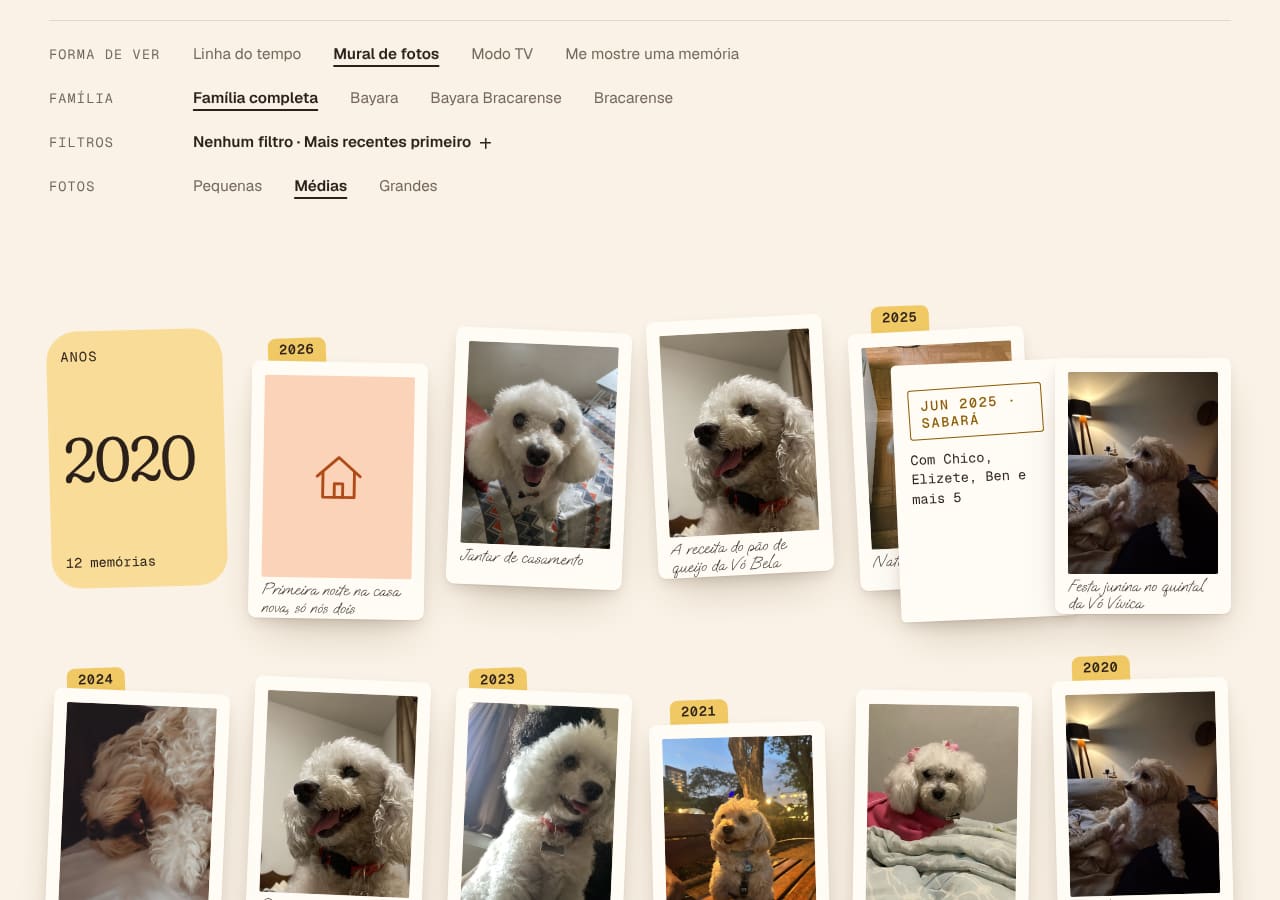 FORMA DE VER Linha do tempo Mural de fotos Modo TV Me mostre uma memória
FAMÍLIA Família completa Bayara Bayara Bracarense Bracarense
FILTROS Nenhum filtro · Mais recentes primeiro +
FOTOS Pequenas Médias Grandes
ANOS
2020
12 memórias
2026
Primeira noite na casa
nova, só nós dois
Jantar de casamento
A receita do pão de
queijo da Vó Bela
2025
JUN 2025 ·
SABARÁ
Com Chico,
Elizete, Ben e
mais 5
Festa junina no quintal
da Vó Vívica
2024
2023
2021
2020